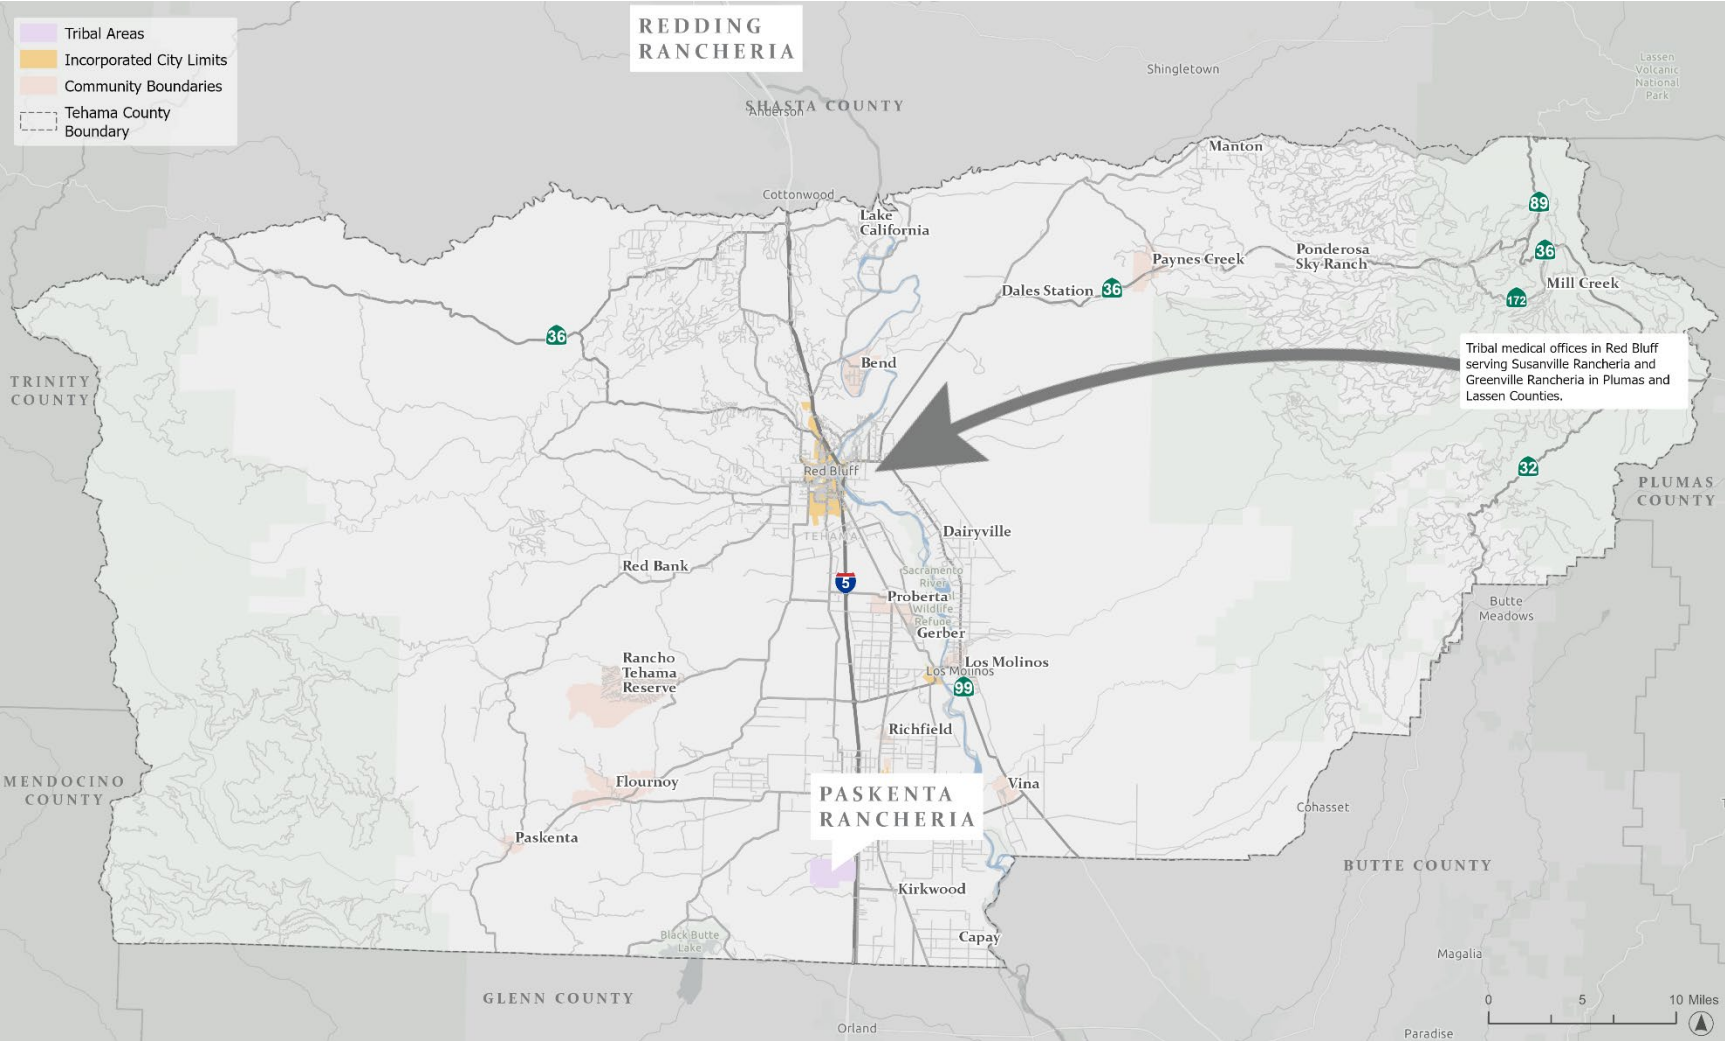 Tribal Areas
Incorporated City Limits
Community Boundaries
Tehama County
Boundary
REDDING
RANCHERIA
SHASTA COUNTY
Anderson
Shingletown
Lassen
Volcanic
National
Park
Manton
Cottonwood
Lake
California
89
36
Paynes Creek
Ponderosa
Sky Ranch
Dales Station
36
172
Mill Creek
36
Bend
TRINITY
COUNTY
Tribal medical offices in Red Bluff
serving Susanville Rancheria and
Greenville Rancheria in Plumas and
Lassen Counties.
Red Bluff
32
PLUMAS
COUNTY
TEHAMA
Dairyville
Red Bank
5
Sacramento
River
Proberta
Wildlife
Refuge
Gerber
Butte
Meadows
Rancho
Tehama
Reserve
Los Molinos
Los Molinos
99
Richfield
MENDOCINO
COUNTY
Flournoy
PASKENTA
RANCHERIA
Vina
Cohasset
Paskenta
BUTTE COUNTY
Kirkwood
Black Butte
Lake
Capay
Magalia
GLENN COUNTY
Orland
0 5 10 Miles
Paradise